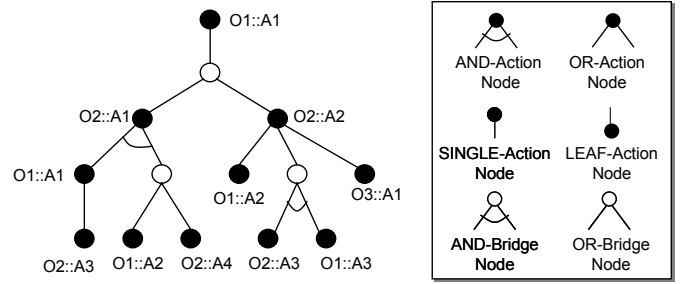 O1::A1
O2::A1
O2::A2
O1::A1
O1::A2
O3::A1
O2::A3
O1::A2
O2::A4
O2::A3
O1::A3
AND-Action
Node
OR-Action
Node
SINGLE-Action
Node
LEAF-Action
Node
AND-Bridge
Node
OR-Bridge
Node